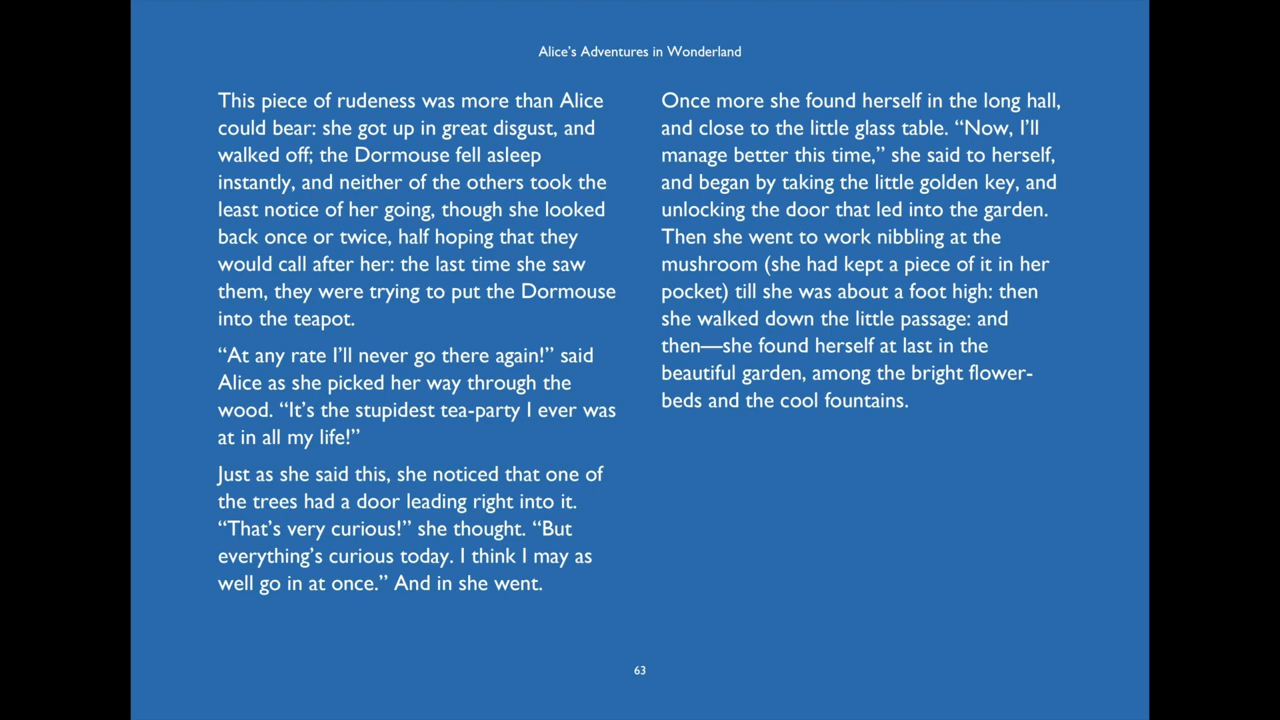 Alice’s Adventures in Wonderland
This piece of rudeness was more than Alice
could bear: she got up in great disgust, and
walked off; the Dormouse fell asleep
instantly, and neither of the others took the
least notice of her going, though she looked
back once or twice, half hoping that they
would call after her: the last time she saw
them, they were trying to put the Dormouse
into the teapot.
“At any rate I’ll never go there again!” said
Alice as she picked her way through the
wood. “It’s the stupidest tea-party I ever was
at in all my life!”
Just as she said this, she noticed that one of
the trees had a door leading right into it.
“That’s very curious!” she thought. “But
everything’s curious today. I think I may as
well go in at once.” And in she went.
Once more she found herself in the long hall,
and close to the little glass table. “Now, I’ll
manage better this time,” she said to herself,
and began by taking the little golden key, and
unlocking the door that led into the garden.
Then she went to work nibbling at the
mushroom (she had kept a piece of it in her
pocket) till she was about a foot high: then
she walked down the little passage: and
then—she found herself at last in the
beautiful garden, among the bright flower-
beds and the cool fountains.
63